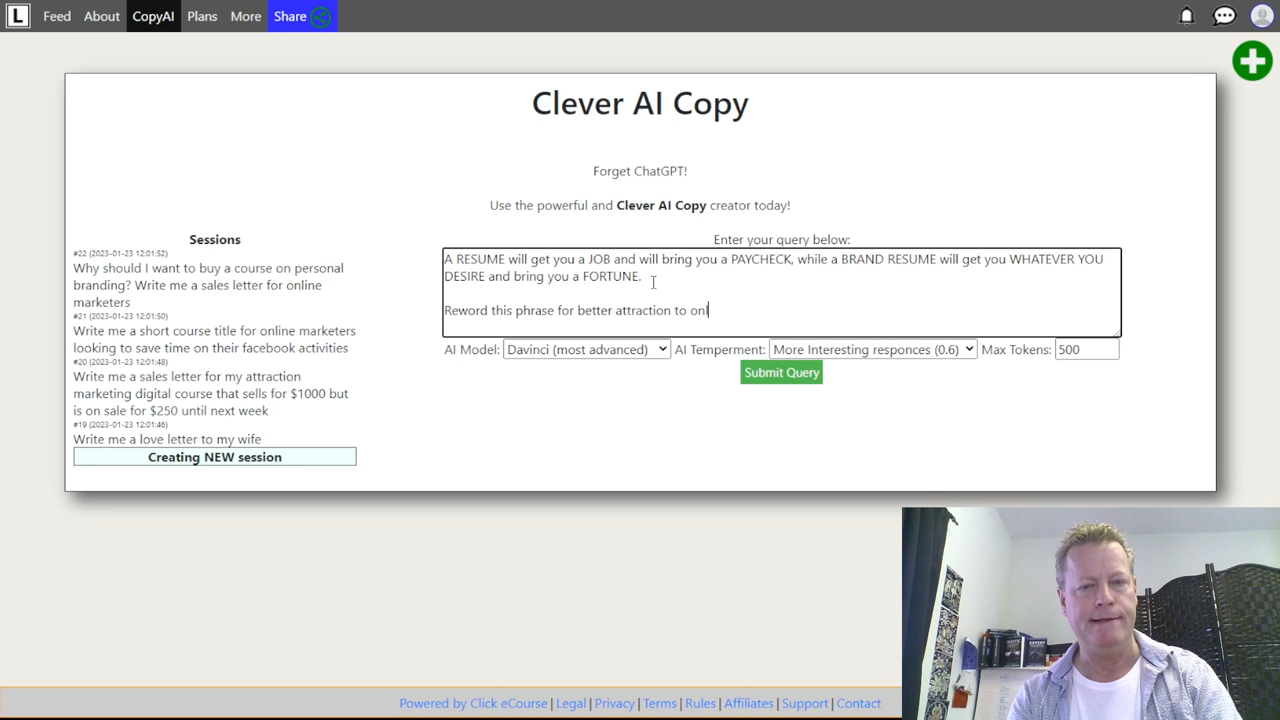 L Feed About CopyAI Plans More Share
Clever AI Copy
Forget ChatGPT!
Use the powerful and Clever AI Copy creator today!
Sessions
#22 (2023-01-23 12:01:52)
Why should I want to buy a course on personal
branding? Write me a sales letter for online
marketers
#21 (2023-01-23 12:01:50)
Write me a short course title for online marketers
looking to save time on their facebook activities
#20 (2023-01-23 12:01:48)
Write me a sales letter for my attraction
marketing digital course that sells for $1000 but
is on sale for $250 until next week
#19 (2023-01-23 12:01:46)
Write me a love letter to my wife
Creating NEW session
Enter your query below:
A RESUME will get you a JOB and will bring you a PAYCHECK, while a BRAND RESUME will get you WHATEVER YOU
DESIRE and bring you a FORTUNE.
Reword this phrase for better attraction to onl
AI Model: Davinci (most advanced) AI Temperment: More Interesting responces (0.6) Max Tokens: 500
Submit Query
Powered by Click eCourse | Legal | Privacy | Terms | Rules | Affiliates | Support | Contact